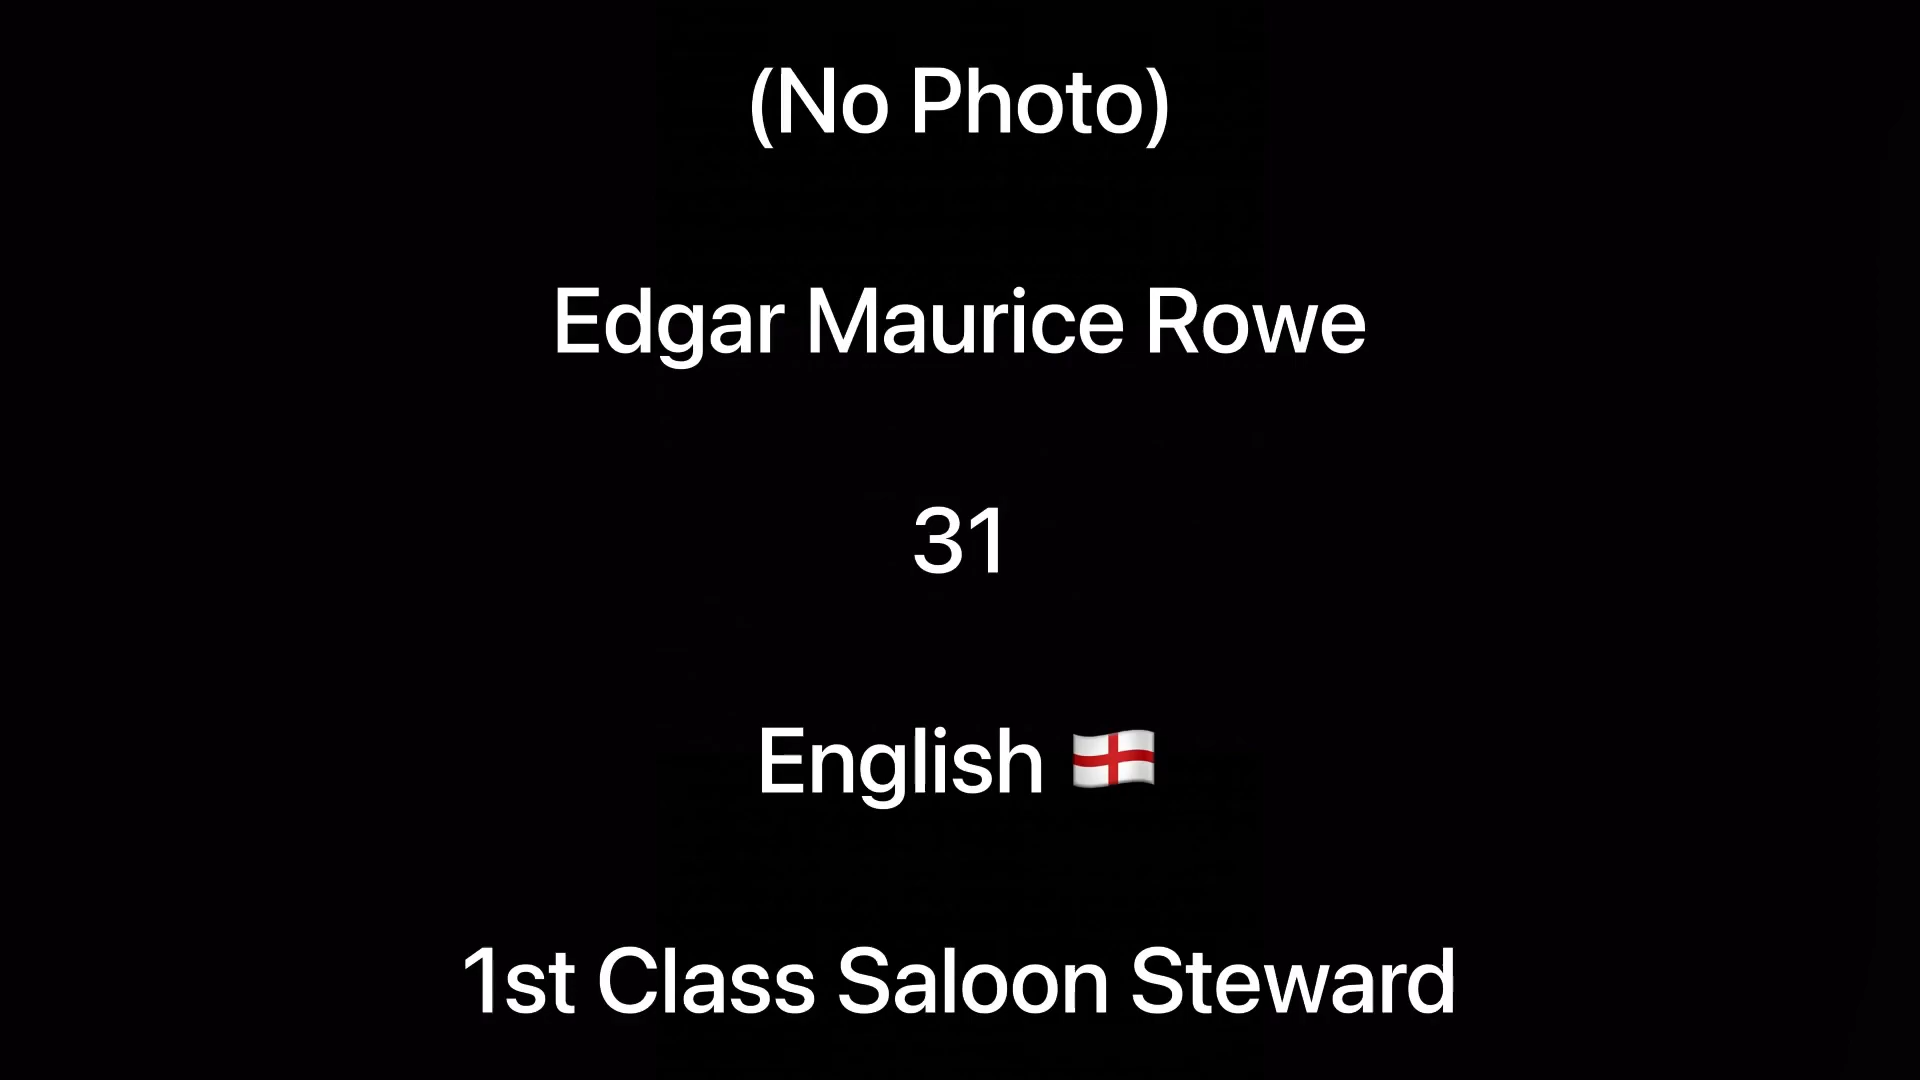 (No Photo)
Edgar Maurice Rowe
31
English 🏴󠁧󠁢󠁥󠁮󠁧󠁿
1st Class Saloon Steward